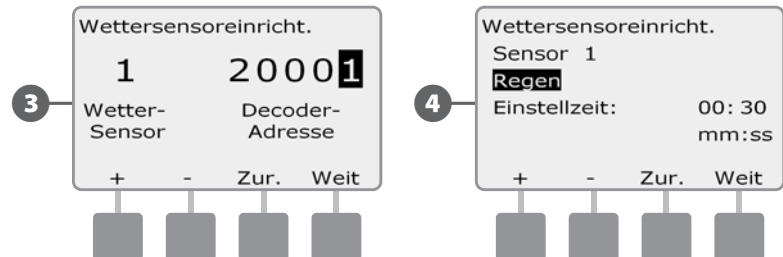 3
Wettersensoreinricht.
1 20001
Wetter- Decoder-
Sensor Adresse
+ - Zur. Weit
4
Wettersensoreinricht.
Sensor 1
Regen
Einstellzeit: 00:30
mm:ss
+ - Zur. Weit